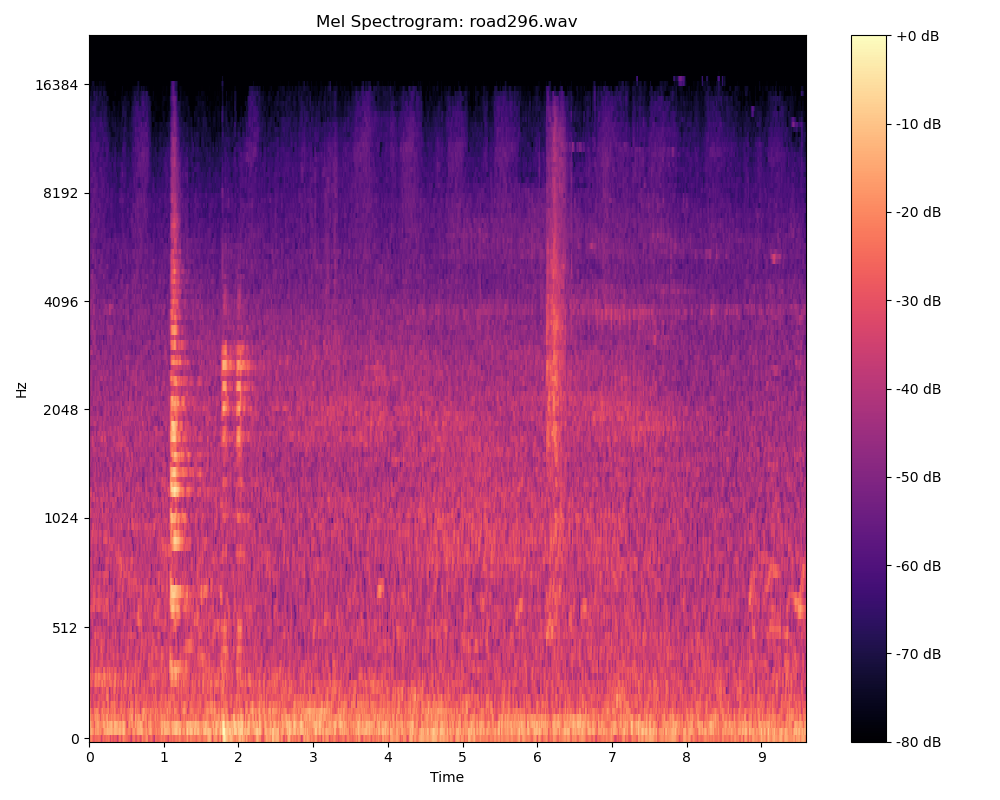 Mel Spectrogram: road296.wav
+0 dB
16384
-10 dB
8192
-20 dB
4096
-30 dB
Hz
2048
-40 dB
-50 dB
1024
-60 dB
512
-70 dB
0
-80 dB
0 1 2 3 4 5 6 7 8 9
Time